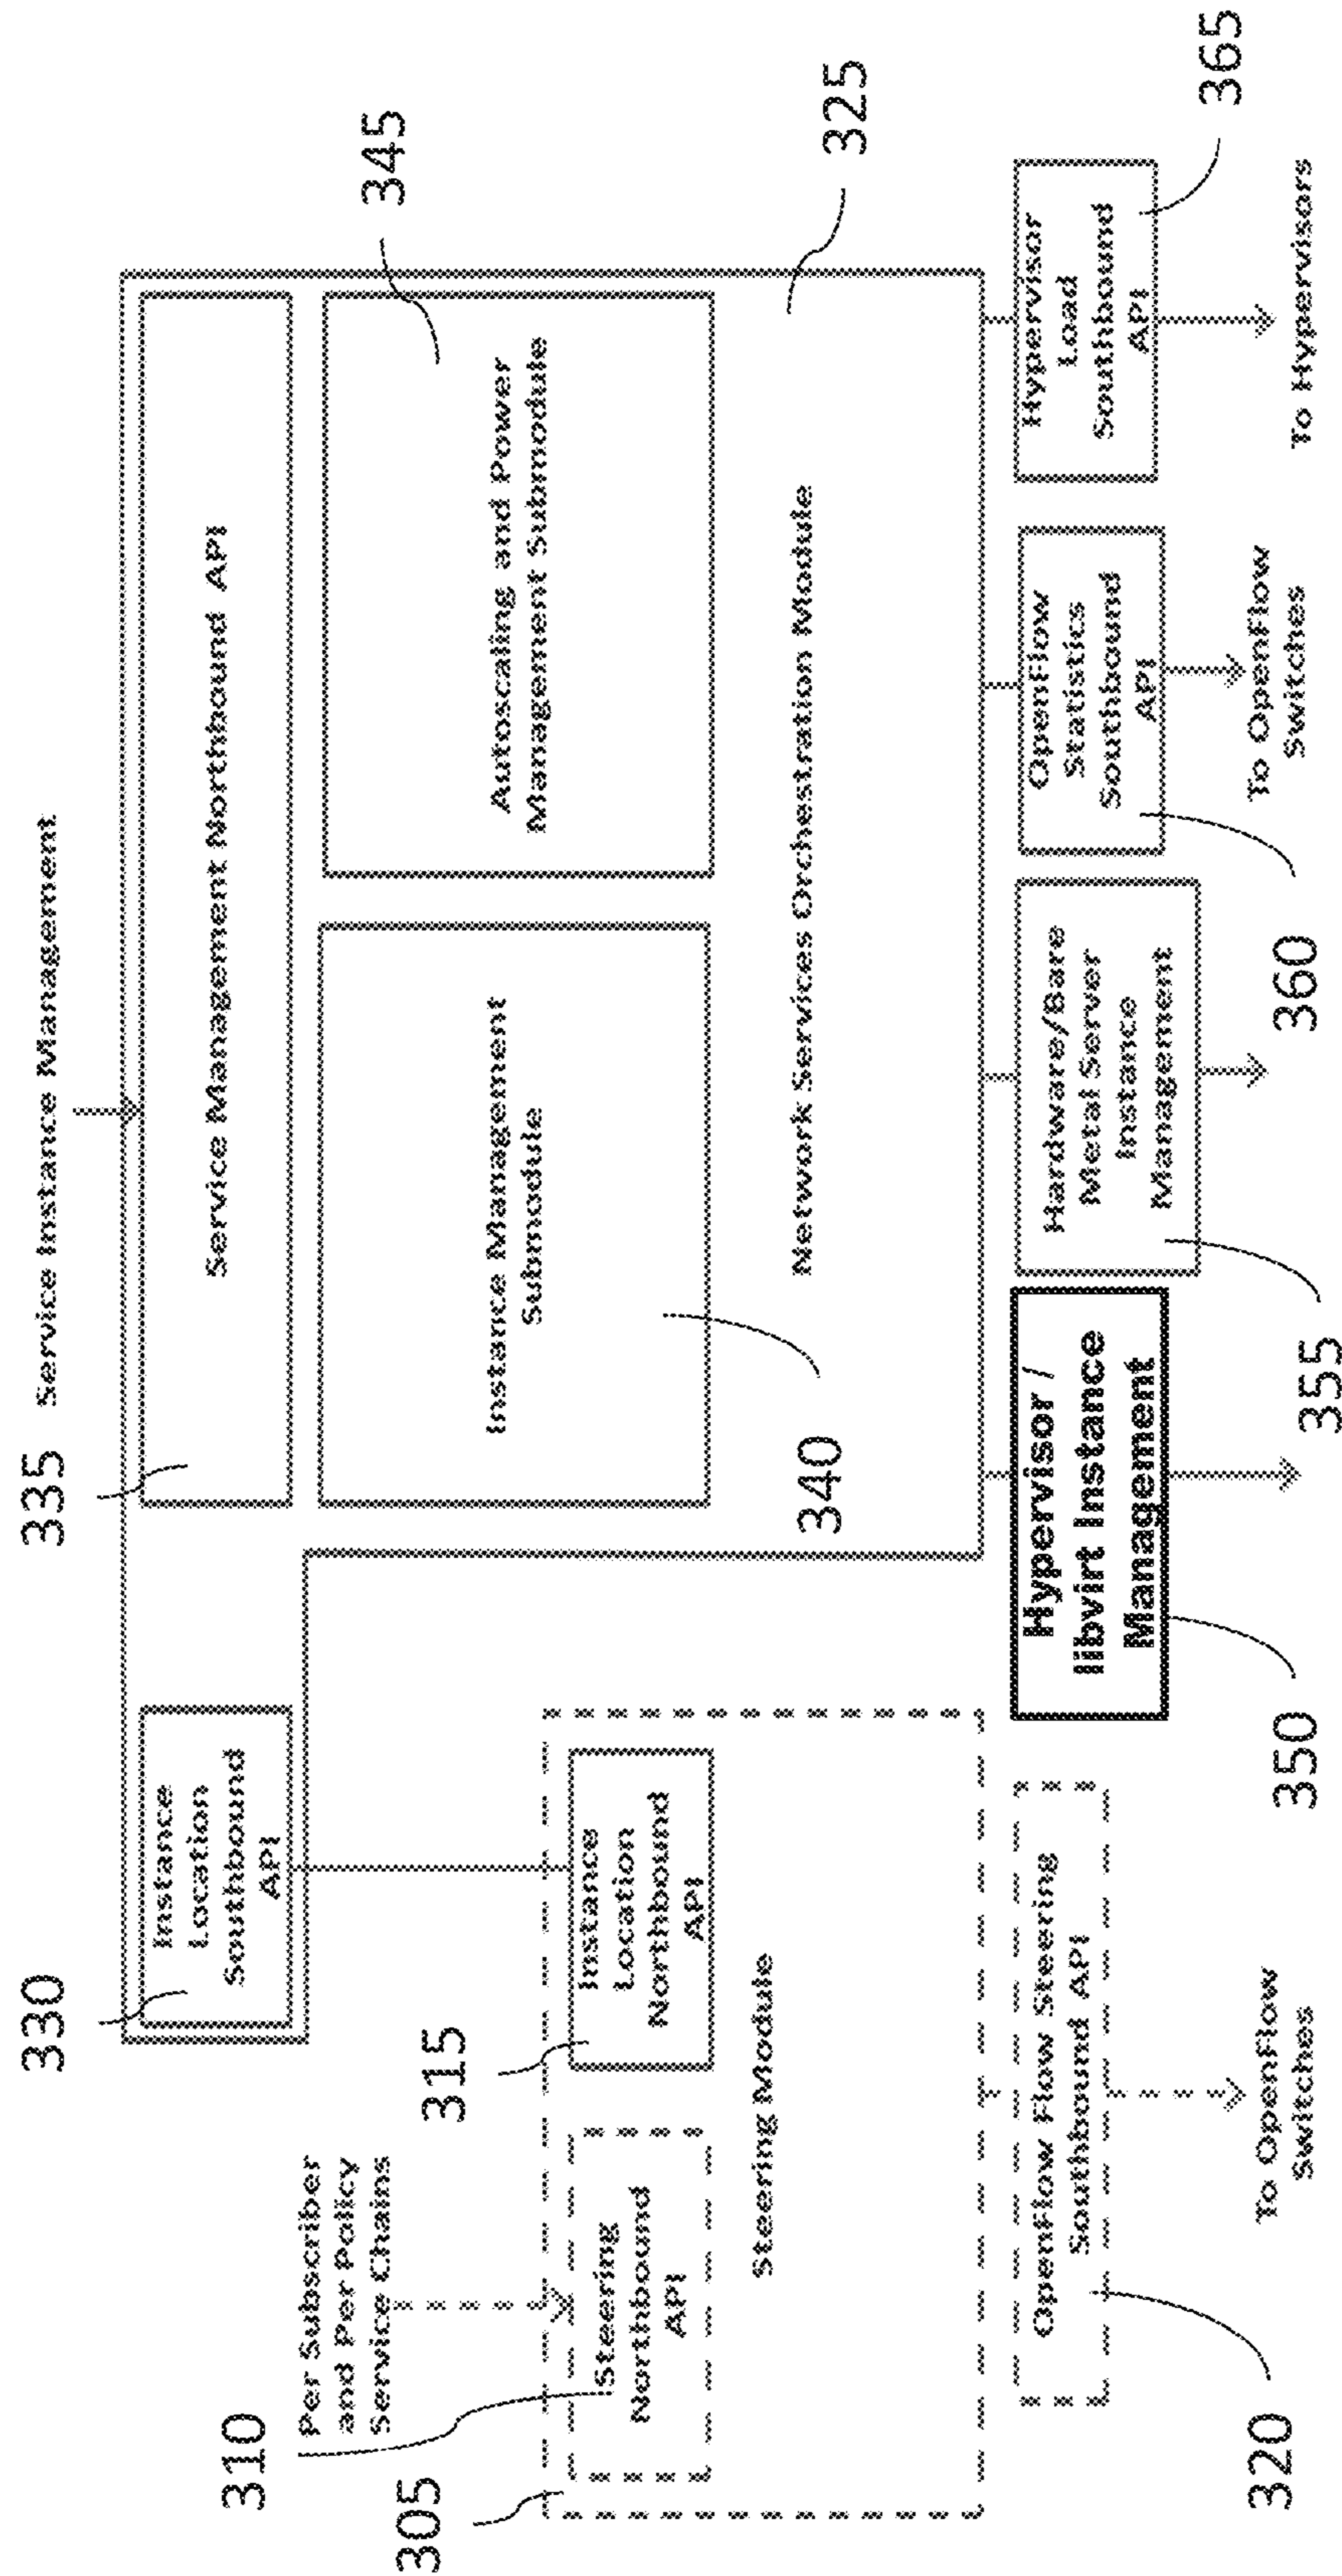 335
Service Instance Management
330
Instance
Location
Southbound
API
Service Management Northbound API
345
310
Per Subscriber
and Per Policy
Service Chains
315
305
Steering
Northbound
API
Instance
Location
Northbound
API
Steering Module
Instance Management
Submodule
Autoscaling and Power
Management Submodule
340
Network Services Orchestration Module
325
OpenFlow Flow Steering
Southbound API
Hypervisor /
libvirt Instance
Management
Hardware/Bare
Metal Server
Instance
Management
OpenFlow
Statistics
Southbound
API
Hypervisor
Load
Southbound
API
365
320
To OpenFlow
Switches
350
355
360
To OpenFlow
Switches
To Hypervisors